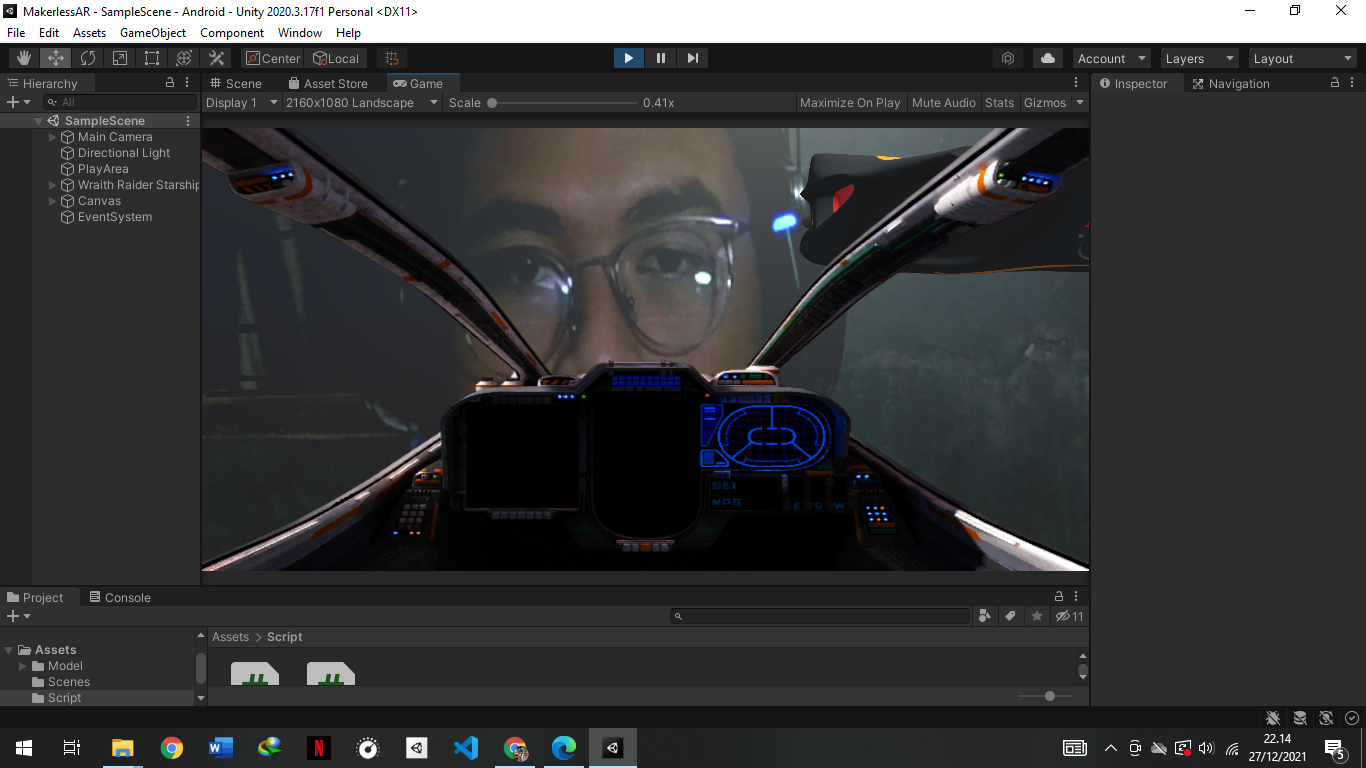 MakerlessAR - SampleScene - Android - Unity 2020.3.17f1 Personal <DX11>
File Edit Assets GameObject Component Window Help
Center Local Account Layers Layout
Hierarchy Scene Asset Store Game Inspector Navigation
All Display 1 2160x1080 Landscape Scale 0.41x Maximize On Play Mute Audio Stats Gizmos
SampleScene
Main Camera
Directional Light
PlayArea
Wraith Raider Starship
Canvas
EventSystem
SET
MPS E S W
Project Console
11
Assets > Script
Assets
Model
Scenes
Script
22.14
27/12/2021
5